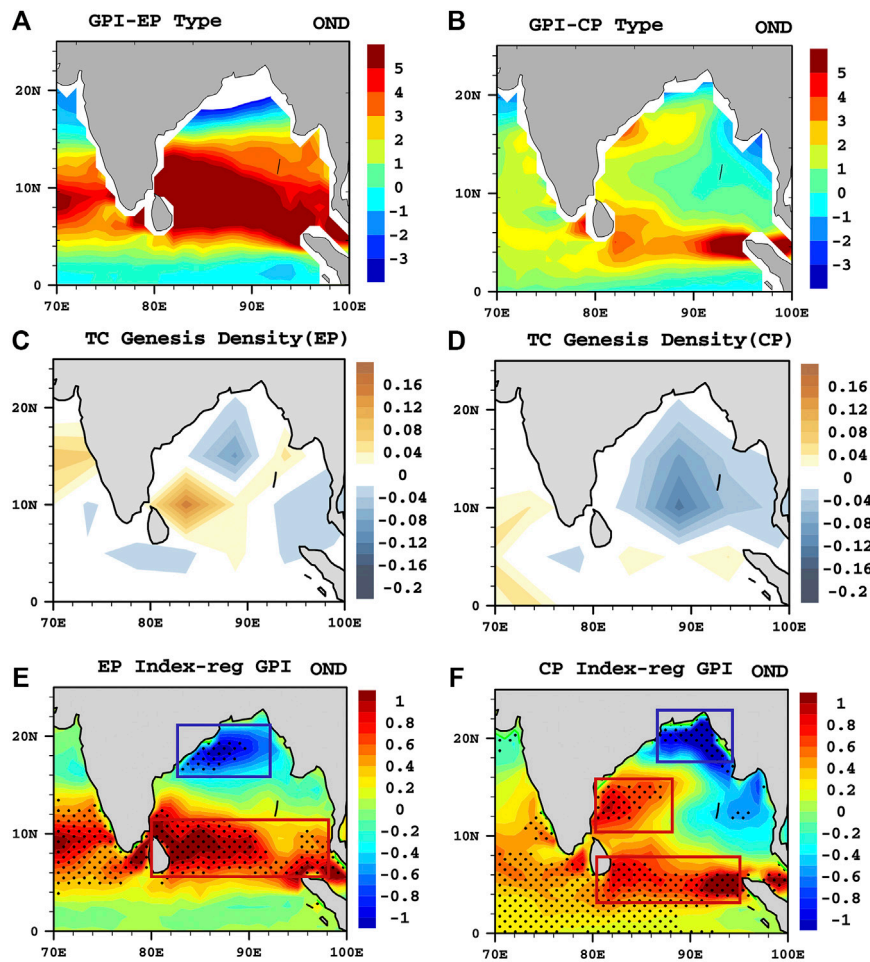 A GPI-EP Type OND
20N
10N
0
70E 80E 90E 100E
5
4
3
2
1
0
-1
-2
-3
B GPI-CP Type OND
20N
10N
0
70E 80E 90E 100E
5
4
3
2
1
0
-1
-2
-3
C TC Genesis Density(EP)
20N
10N
0
70E 80E 90E 100E
0.16
0.12
0.08
0.04
0
-0.04
-0.08
-0.12
-0.16
-0.2
D TC Genesis Density(CP)
20N
10N
0
70E 80E 90E 100E
0.16
0.12
0.08
0.04
0
-0.04
-0.08
-0.12
-0.16
-0.2
E EP Index-reg GPI OND
20N
10N
0
70E 80E 90E 100E
1
0.8
0.6
0.4
0.2
0
-0.2
-0.4
-0.6
-0.8
-1
F CP Index-reg GPI OND
20N
10N
0
70E 80E 90E 100E
1
0.8
0.6
0.4
0.2
0
-0.2
-0.4
-0.6
-0.8
-1